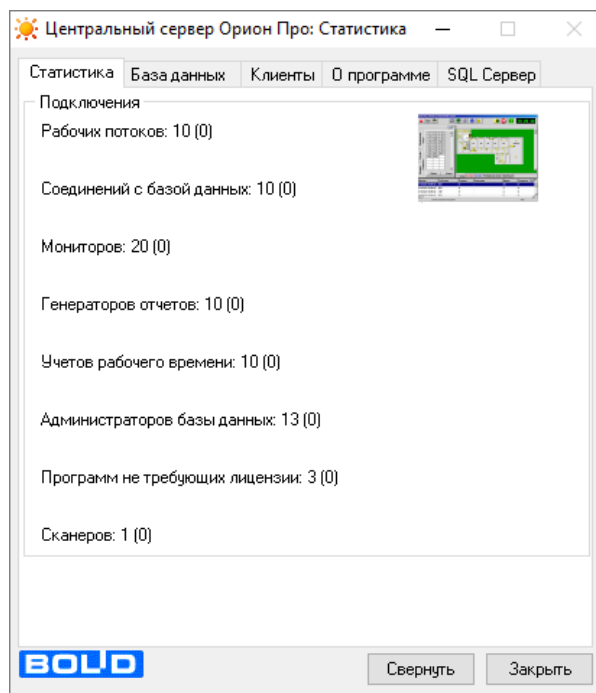 Центральный сервер Орион Про: Статистика
Статистика База данных Клиенты О программе SQL Сервер
Подключения
Рабочих потоков: 10 (0)
Соединений с базой данных: 10 (0)
Мониторов: 20 (0)
Генераторов отчетов: 10 (0)
Учетов рабочего времени: 10 (0)
Администраторов базы данных: 13 (0)
Программ не требующих лицензии: 3 (0)
Сканеров: 1 (0)
BOLID Свернуть Закрыть